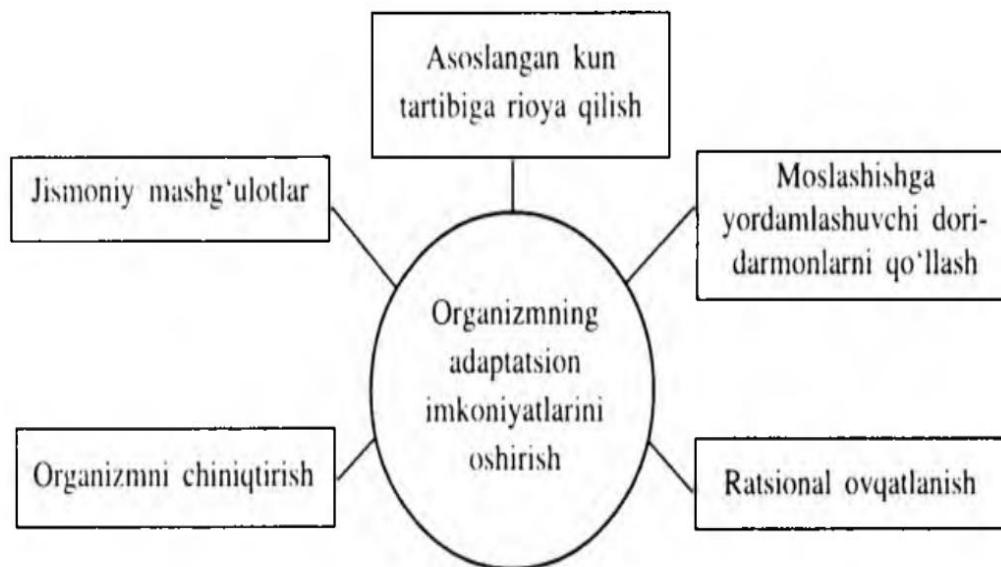 Asoslangan kun
tartibiga rioya qilish
Jismoniy mashg‘ulotlar
Moslashishga
yordamlashuvchi dori-
darmonlarni qo‘llash
Organizmning
adaptatsion
imkoniyatlarini
oshirish
Organizmni chiniqtirish
Ratsional ovqatlanish